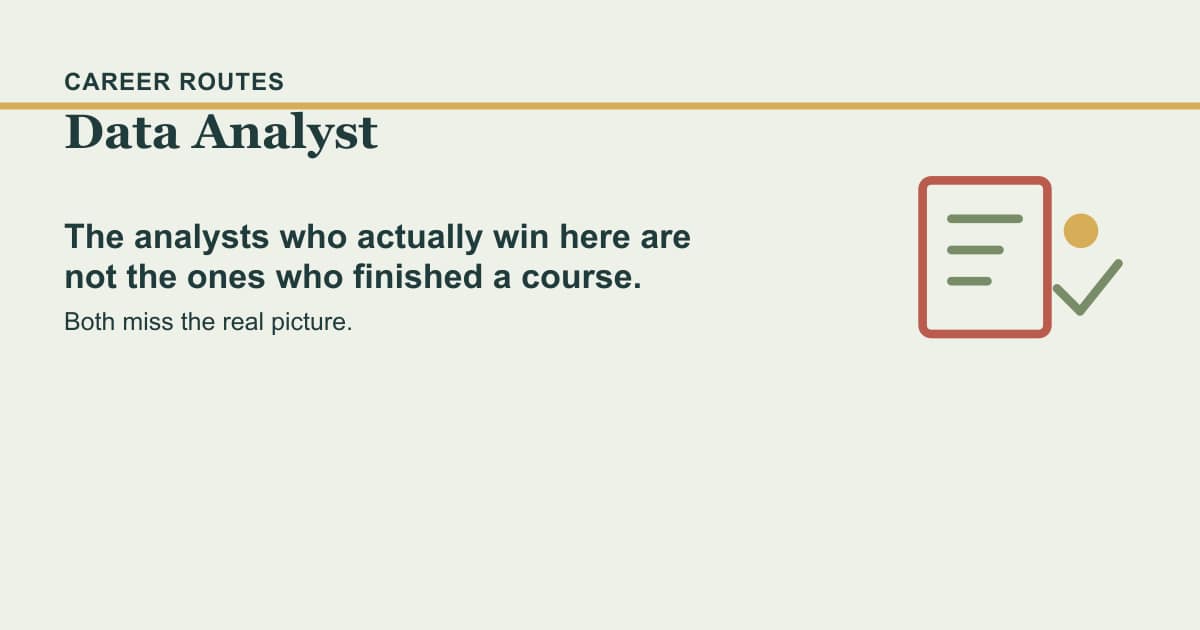 CAREER ROUTES
Data Analyst
The analysts who actually win here are
not the ones who finished a course.
Both miss the real picture.